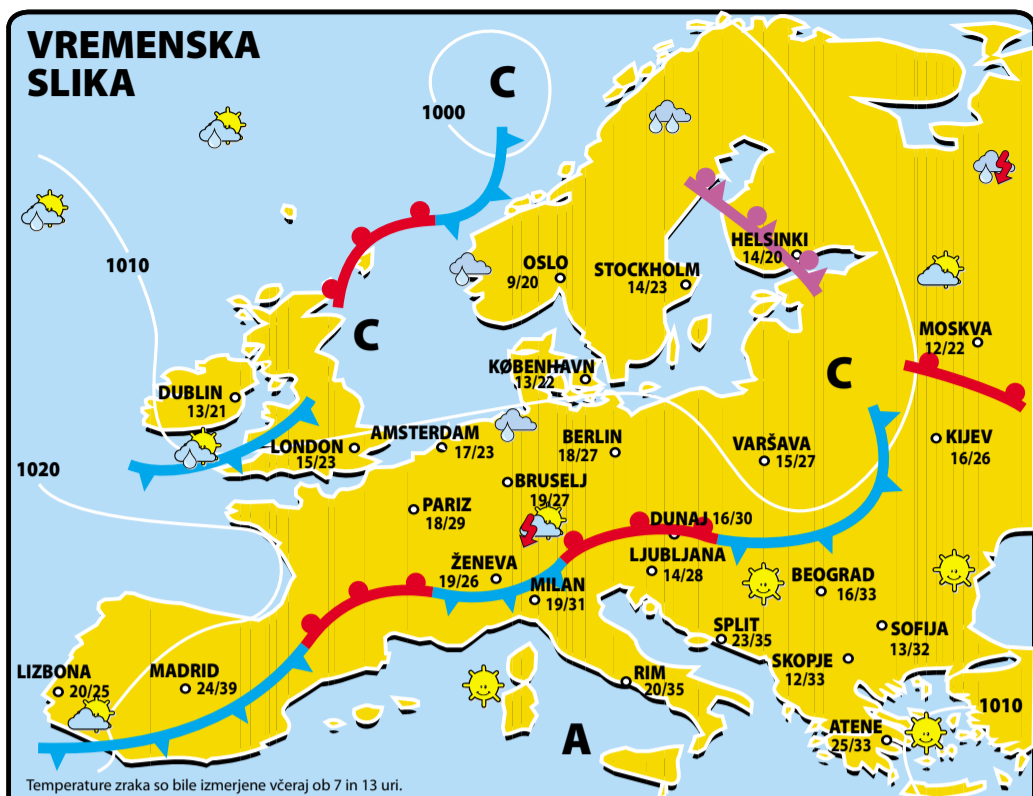 VREMENSKA
SLIKA
C
1000
1010
HELSINKI
14/20
OSLO
9/20
STOCKHOLM
14/23
MOSKVA
12/22
C
KØBENHAVN
13/22
C
DUBLIN
13/21
LONDON
15/23
AMSTERDAM
17/23
BERLIN
18/27
VARŠAVA
15/27
KIJEV
16/26
1020
BRUSELJ
19/27
PARIZ
18/29
DUNAJ 16/30
LJUBLJANA
14/28
ŽENEVA
19/26
MILAN
19/31
BEOGRAD
16/33
SPLIT
23/35
SOFIJA
13/32
SKOPJE
12/33
LIZBONA
20/25
MADRID
24/39
RIM
20/35
1010
A
ATENE
25/33
Temperature zraka so bile izmerjene včeraj ob 7 in 13 uri.